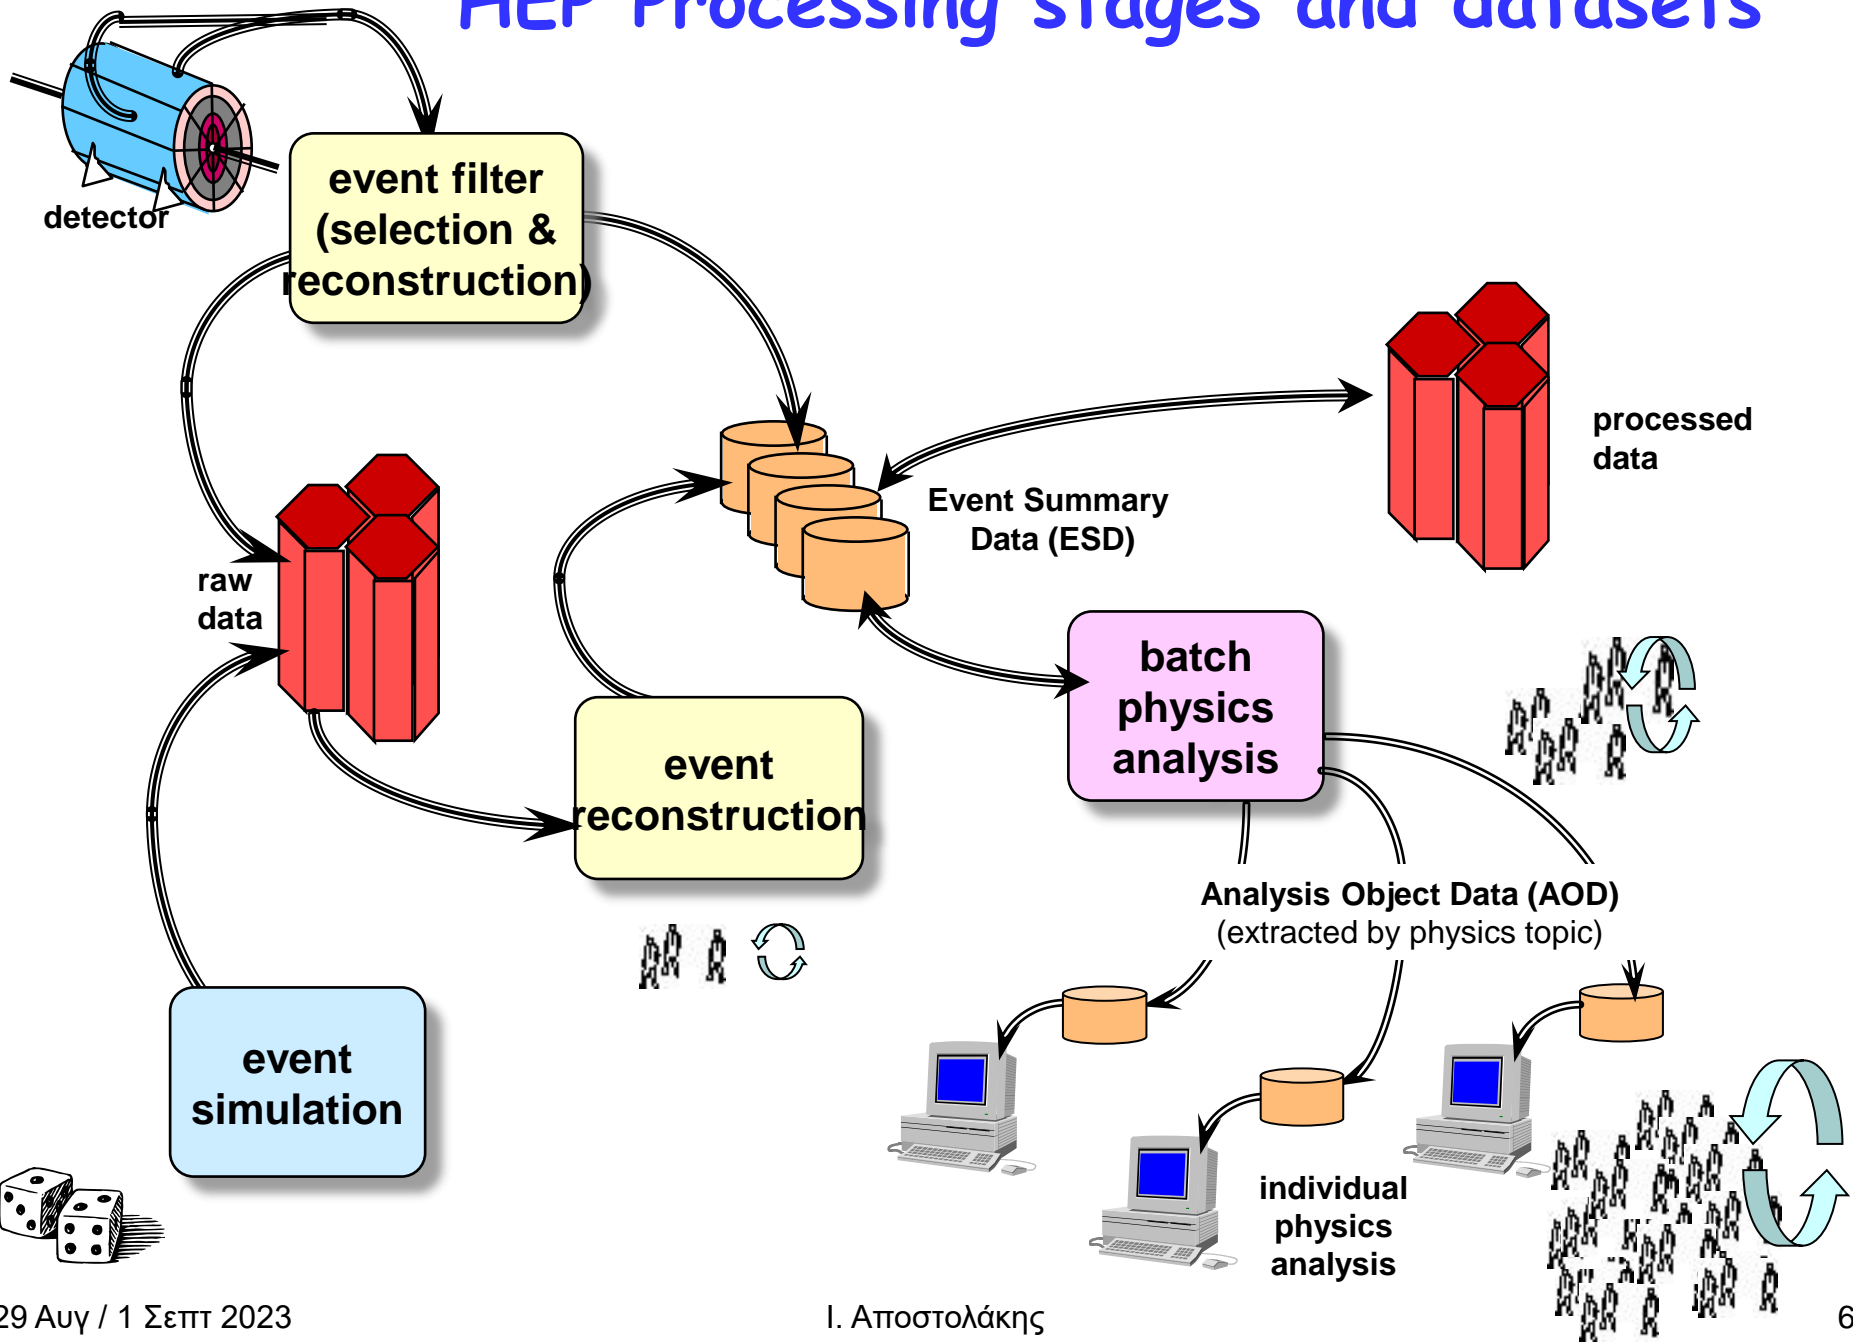 HEP Processing stages and datasets
detector
event filter
(selection &
reconstruction)
processed
data
Event Summary
Data (ESD)
raw
data
batch
physics
analysis
event
reconstruction
Analysis Object Data (AOD)
(extracted by physics topic)
event
simulation
individual
physics
analysis
29 Αυγ / 1 Σεπτ 2023
Ι. Αποστολάκης
6